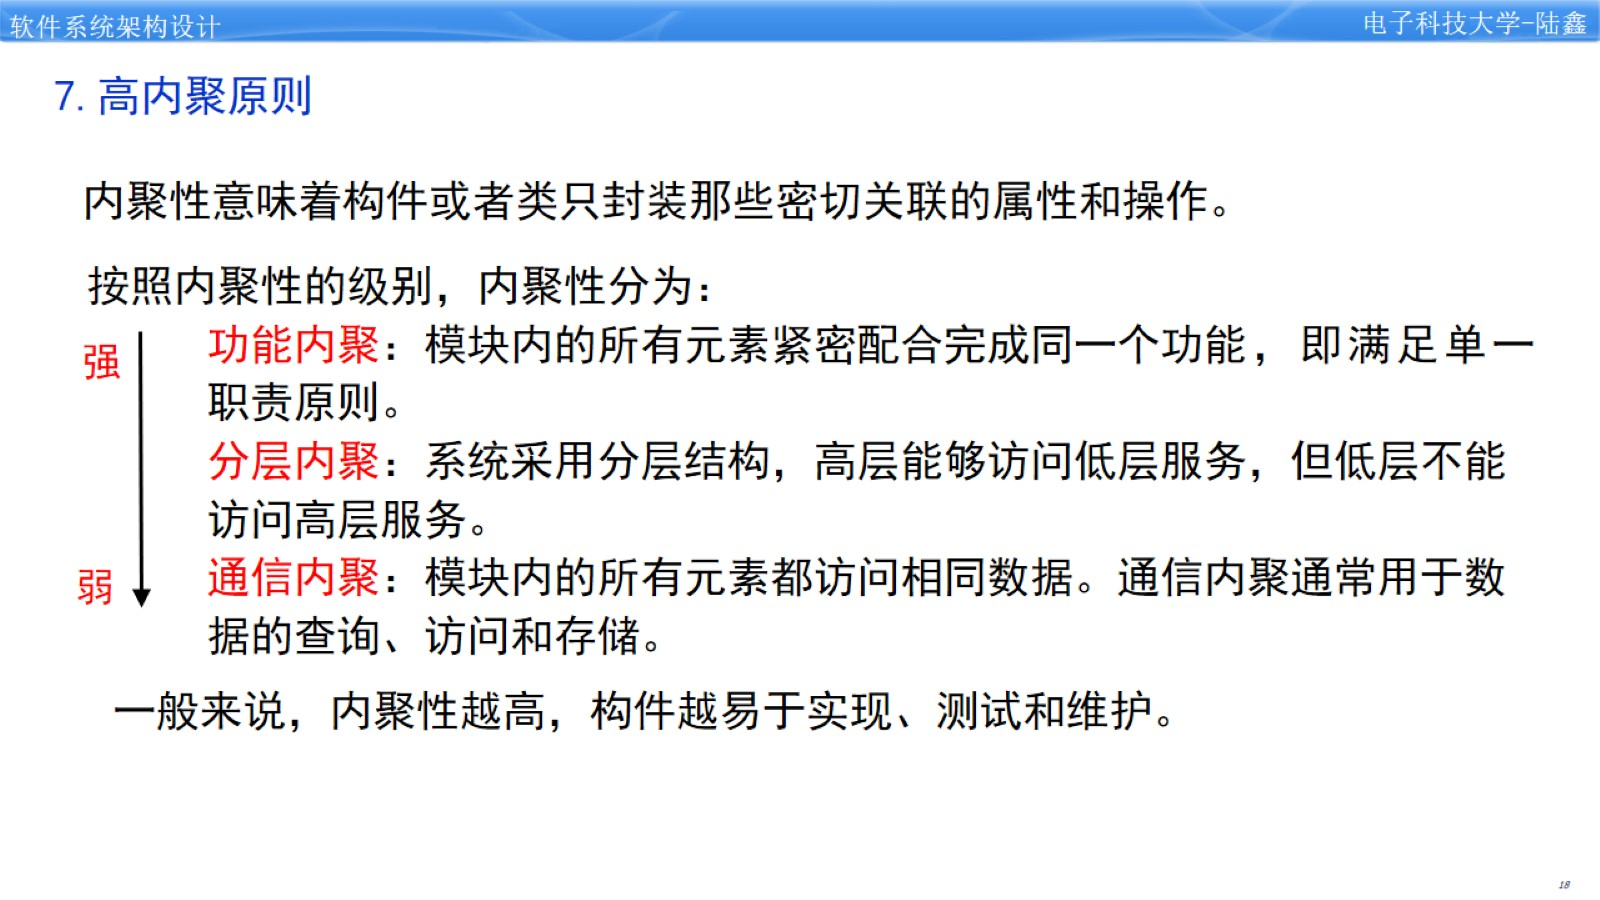 软件系统架构设计
电子科技大学-陆鑫
7. 高内聚原则
内聚性意味着构件或者类只封装那些密切关联的属性和操作。
按照内聚性的级别，内聚性分为：
强
功能内聚：模块内的所有元素紧密配合完成同一个功能，即满足单一
职责原则。
分层内聚：系统采用分层结构，高层能够访问低层服务，但低层不能
访问高层服务。
弱
通信内聚：模块内的所有元素都访问相同数据。通信内聚通常用于数
据的查询、访问和存储。
一般来说，内聚性越高，构件越易于实现、测试和维护。
18